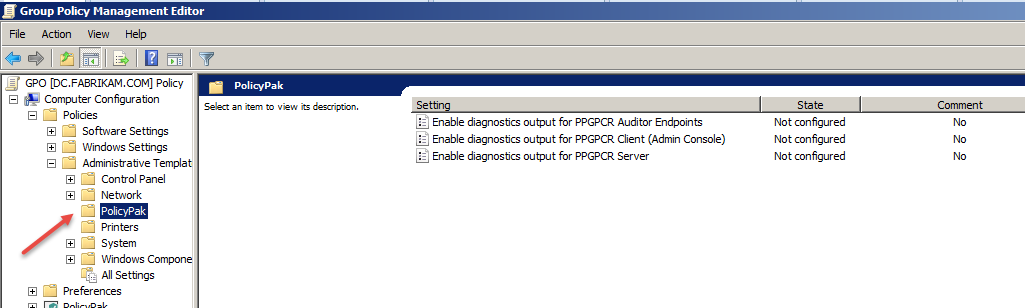 Group Policy Management Editor
File Action View Help
GPO [DC.FABRIKAM.COM] Policy
Computer Configuration
Policies
Software Settings
Windows Settings
Administrative Templat
Control Panel
Network
PolicyPak
Printers
System
Windows Compone
All Settings
Preferences
PolicyPak
PolicyPak
Select an item to view its description.
Setting State Comment
Enable diagnostics output for PPGPCR Auditor Endpoints Not configured No
Enable diagnostics output for PPGPCR Client (Admin Console) Not configured No
Enable diagnostics output for PPGPCR Server Not configured No